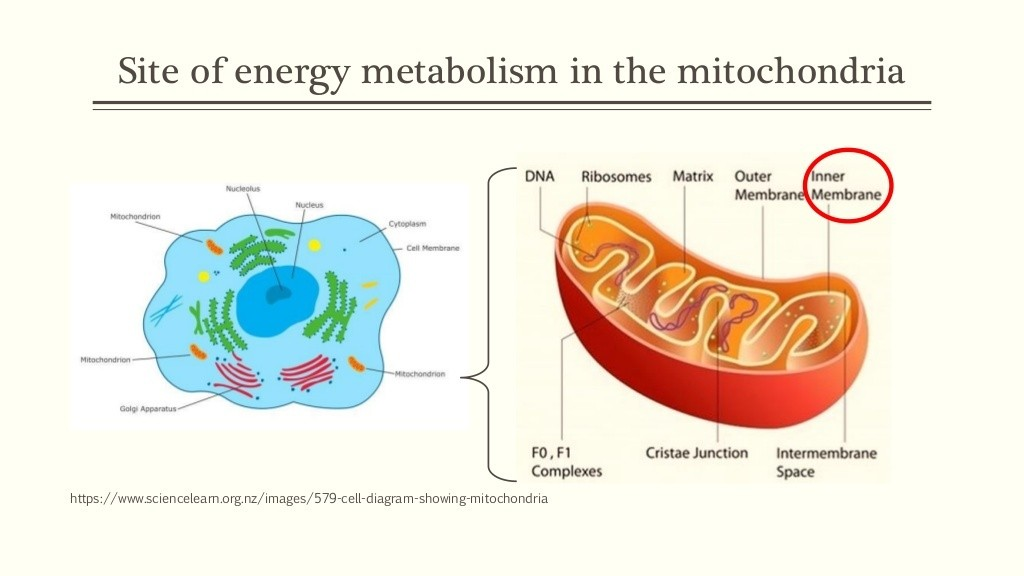 Site of energy metabolism in the mitochondria
Nucleolus
Nucleus
Mitochondrion
Cytoplasm
Cell Membrane
Mitochondrion
Mitochondrion
Golgi Apparatus
DNA
Ribosomes
Matrix
Outer
Membrane
Inner
Membrane
F0 , F1
Complexes
Cristae Junction
Intermembrane
Space
https://www.sciencelearn.org.nz/images/579-cell-diagram-showing-mitochondria